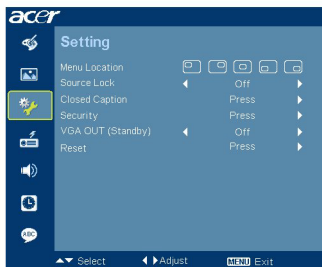 acer
Setting
Menu Location
Source Lock Off
Closed Caption Press
Security Press
VGA OUT (Standby) Off
Reset Press
ABC
Select Adjust MENU Exit